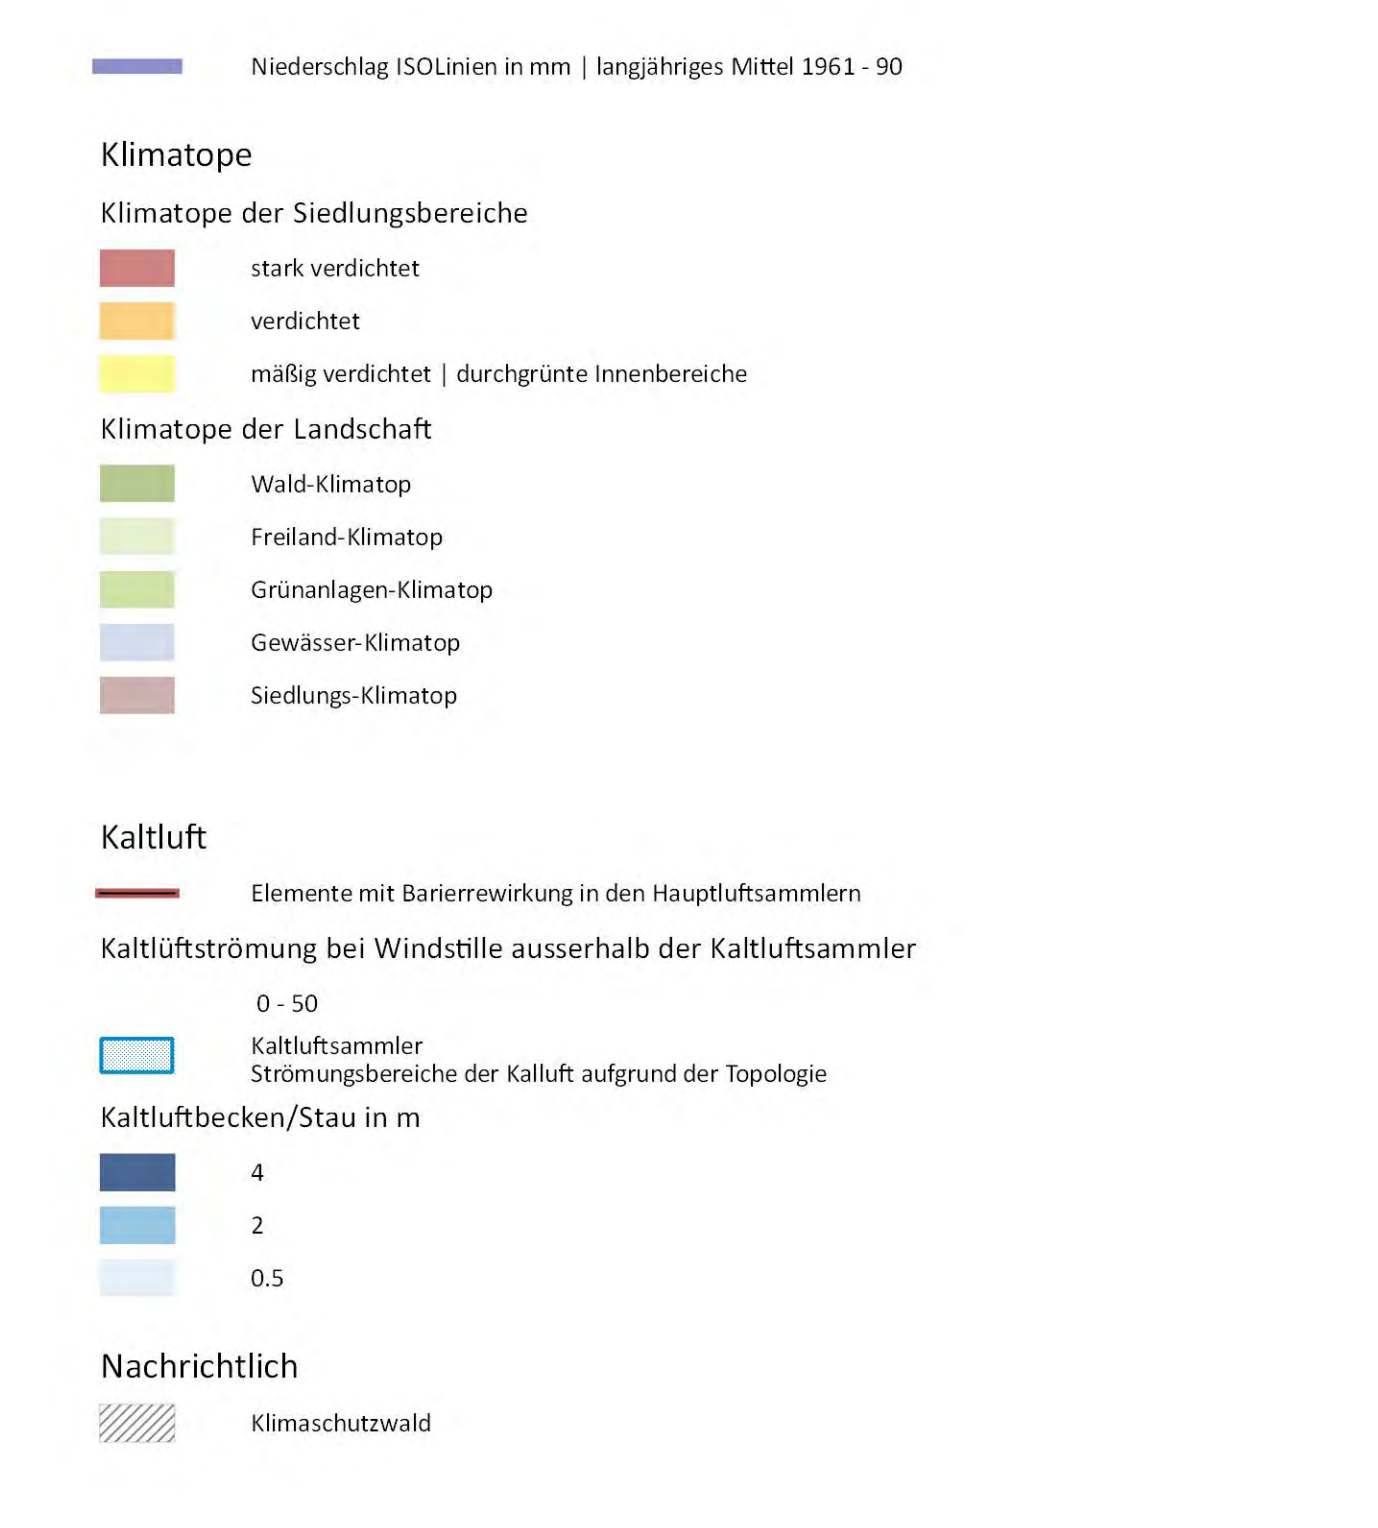 Niederschlag ISOLinien in mm | langjähriges Mittel 1961 - 90
Klimatope
Klimatope der Siedlungsbereiche
stark verdichtet
verdichtet
mäßig verdichtet | durchgrünte Innenbereiche
Klimatope der Landschaft
Wald-Klimatop
Freiland-Klimatop
Grünanlagen-Klimatop
Gewässer-Klimatop
Siedlungs-Klimatop
Kaltluft
Elemente mit Barierrewirkung in den Hauptluftsammlern
Kaltlüftströmung bei Windstille ausserhalb der Kaltluftsammler
0 - 50
Kaltluftsammler
Strömungsbereiche der Kalluft aufgrund der Topologie
Kaltluftbecken/Stau in m
4
2
0.5
Nachrichtlich
Klimaschutzwald